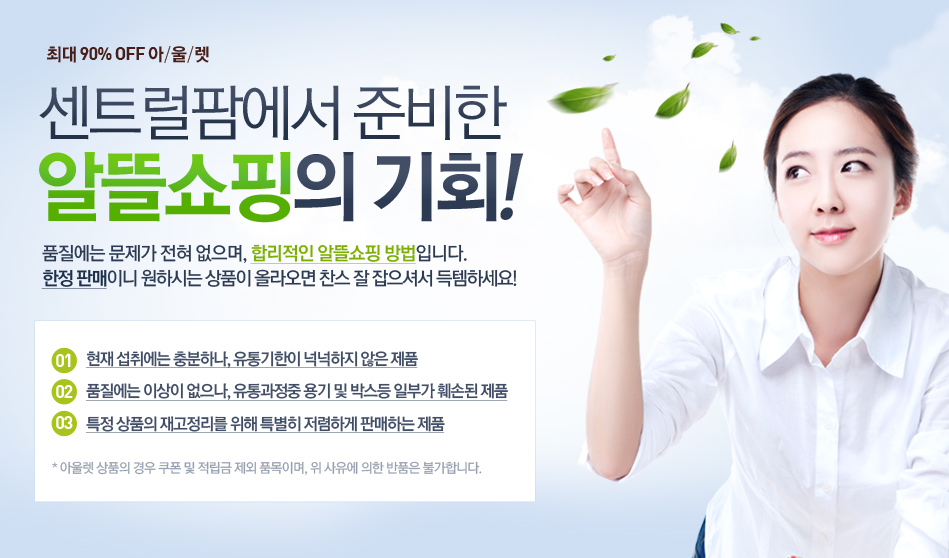 최대 90% OFF 아/울/렛
센트럴팜에서 준비한
알뜰쇼핑의 기회!
품질에는 문제가 전혀 없으며, 합리적인 알뜰쇼핑 방법입니다.
한정 판매이니 원하시는 상품이 올라오면 찬스 잘 잡으셔서 득템하세요!
01 현재 섭취에는 충분하나, 유통기한이 넉넉하지 않은 제품
02 품질에는 이상이 없으나, 유통과정중 용기 및 박스등 일부가 훼손된 제품
03 특정 상품의 재고정리를 위해 특별히 저렴하게 판매하는 제품
* 아울렛 상품의 경우 쿠폰 및 적립금 제외 품목이며, 위 사유에 의한 반품은 불가합니다.